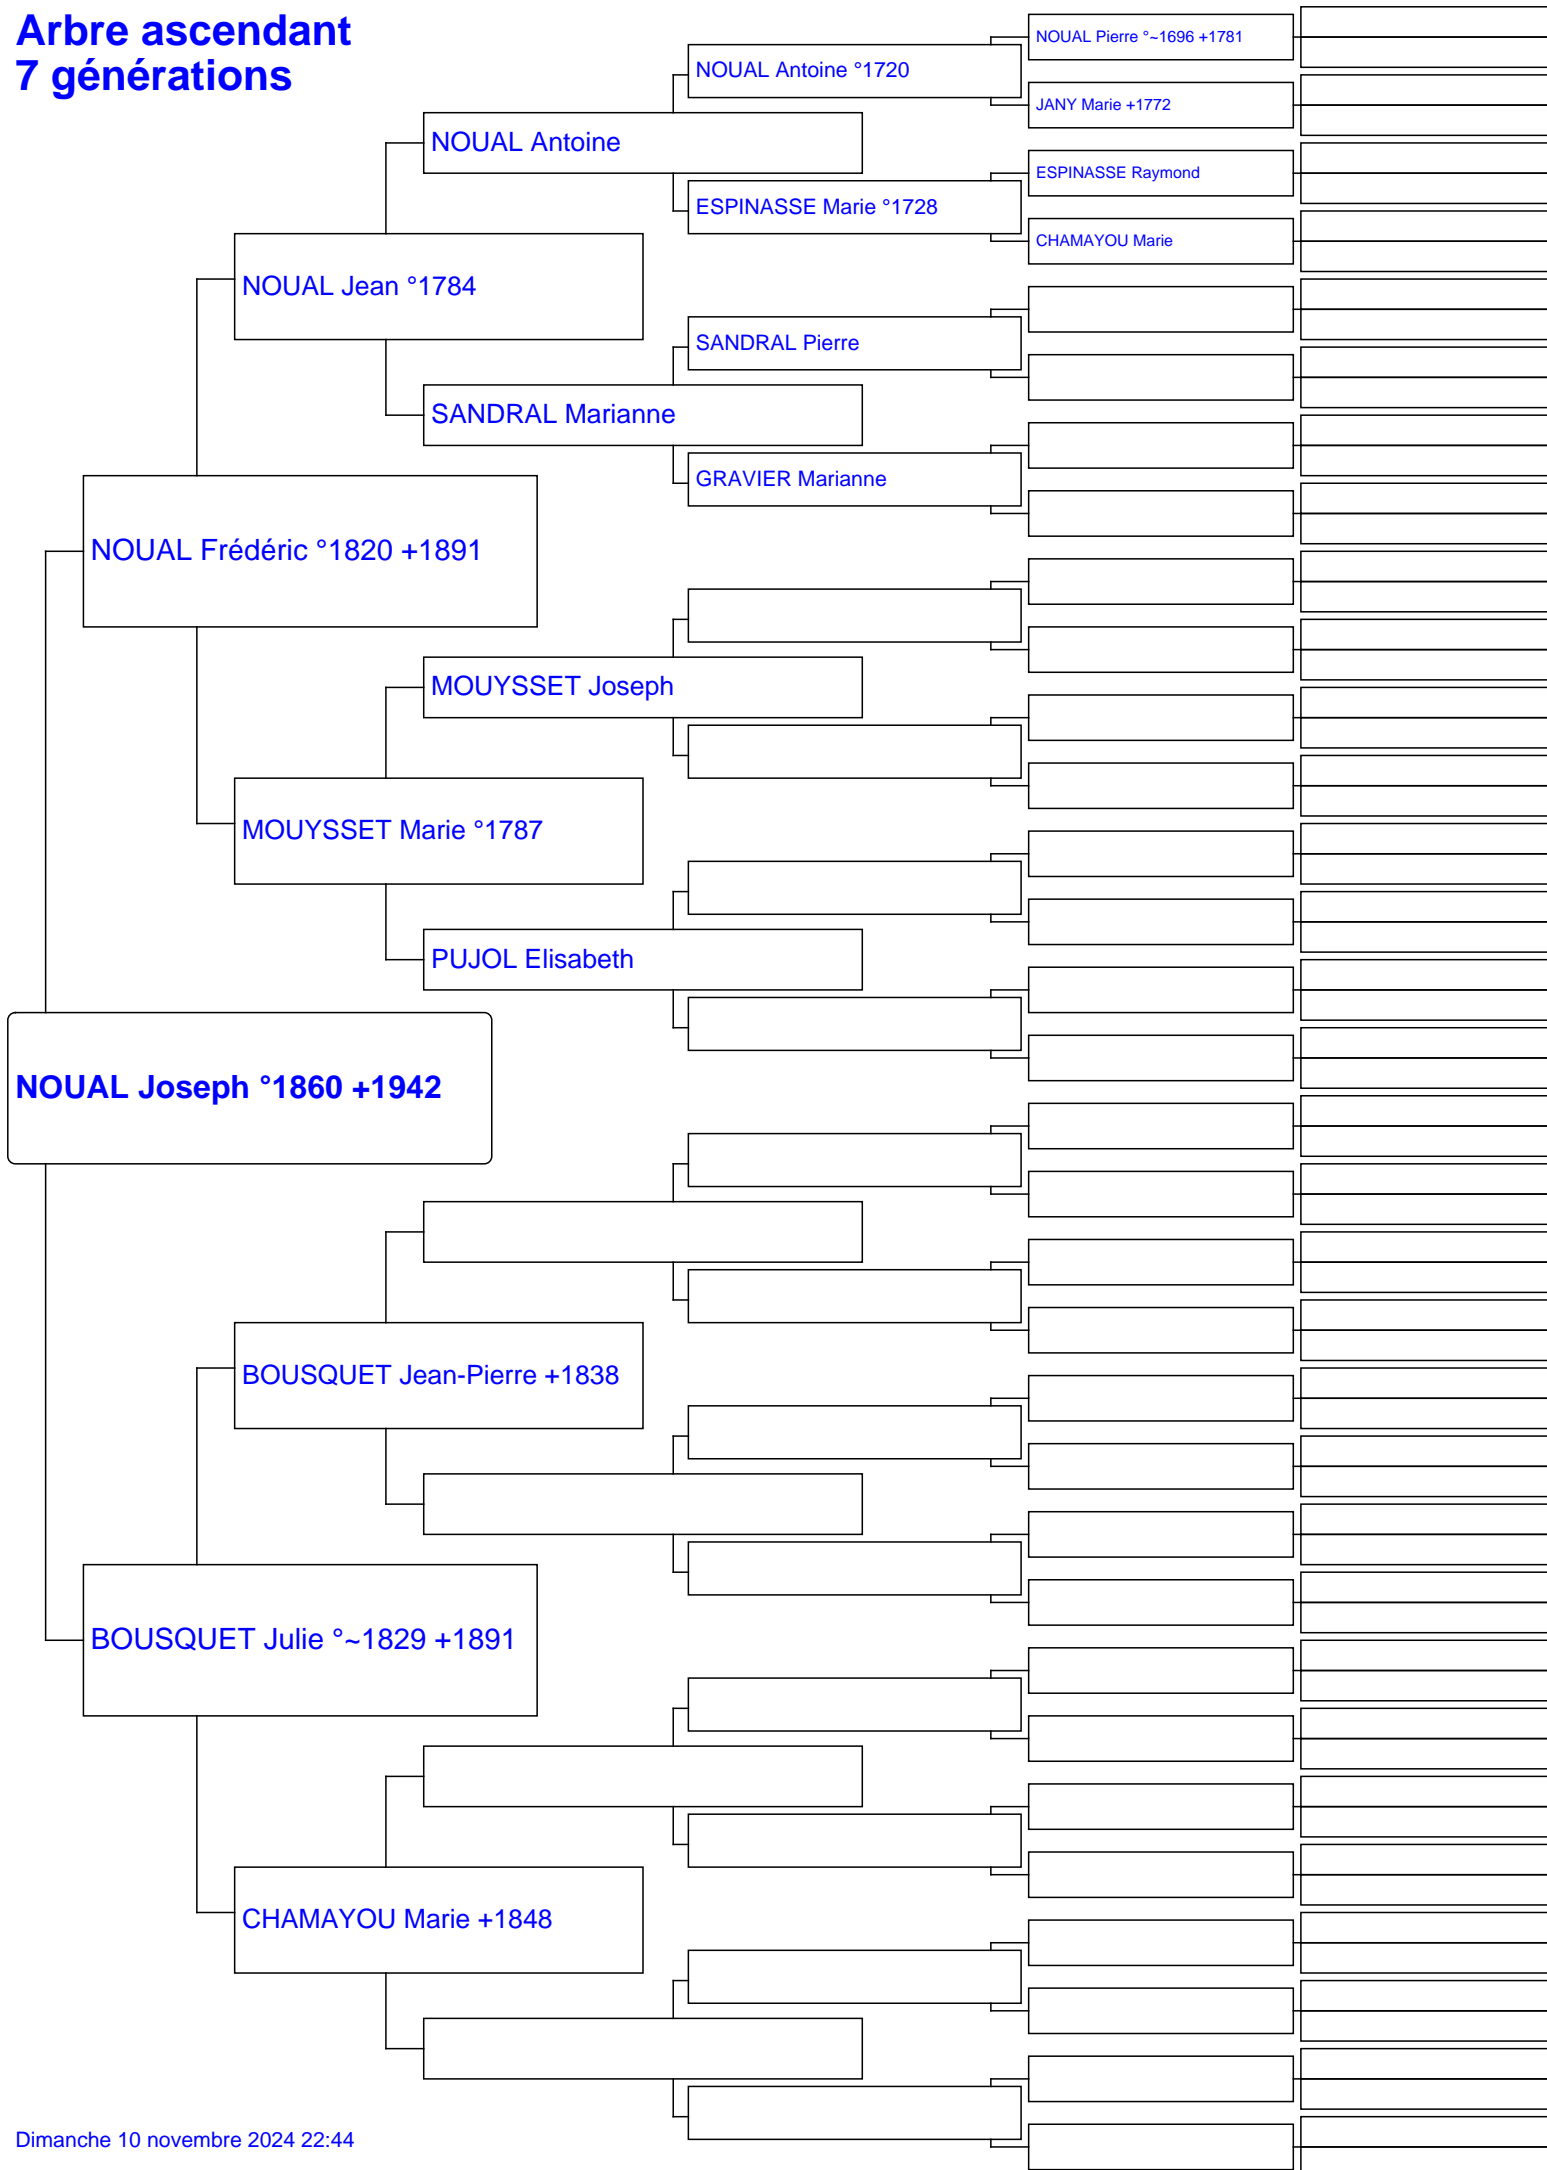 Arbre ascendant
7 générations
NOUAL Pierre °~1696 +1781
NOUAL Antoine °1720
JANY Marie +1772
NOUAL Antoine
ESPINASSE Raymond
ESPINASSE Marie °1728
CHAMAYOU Marie
NOUAL Jean °1784
SANDRAL Pierre
SANDRAL Marianne
GRAVIER Marianne
NOUAL Frédéric °1820 +1891
MOUYSSET Joseph
MOUYSSET Marie °1787
PUJOL Elisabeth
NOUAL Joseph °1860 +1942
BOUSQUET Jean-Pierre +1838
BOUSQUET Julie °~1829 +1891
CHAMAYOU Marie +1848
Dimanche 10 novembre 2024 22:44